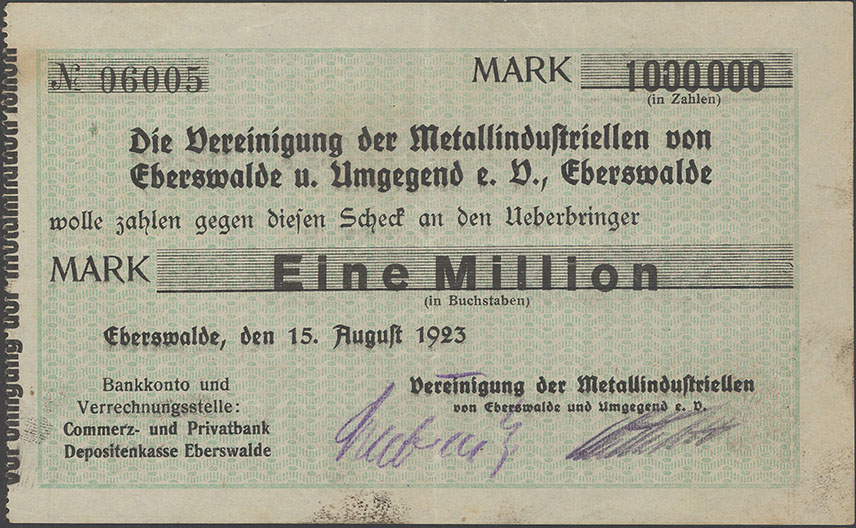 № 06005
MARK 1000000
(in Zahlen)
Die Vereinigung der Metallindustriellen von
Eberswalde u. Umgegend e. V., Eberswalde
wolle zahlen gegen diesen Scheck an den Ueberbringer
MARK Eine Million
(in Buchstaben)
Eberswalde, den 15. August 1923
Bankkonto und
Verrechnungsstelle:
Commerz- und Privatbank
Depositenkasse Eberswalde
Vereinigung der Metallindustriellen
von Eberswalde und Umgegend e. V.